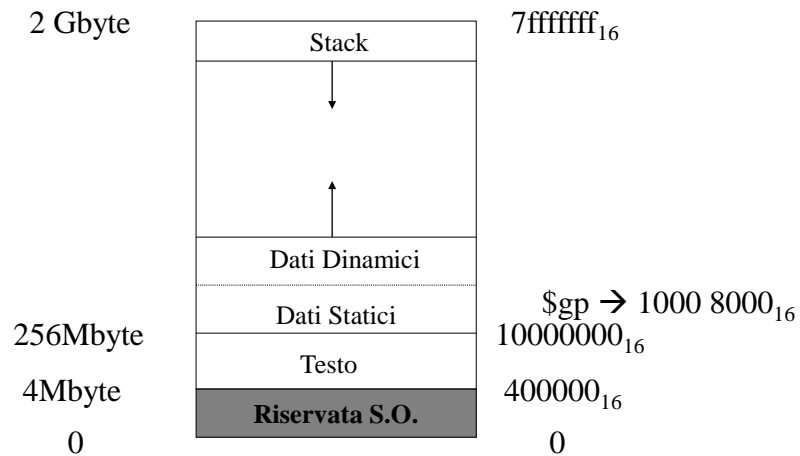 2 Gbyte
Stack
7fffffff₁₆
Dati Dinamici
$gp → 1000 8000₁₆
Dati Statici
256Mbyte
10000000₁₆
Testo
4Mbyte
400000₁₆
Riservata S.O.
0
0